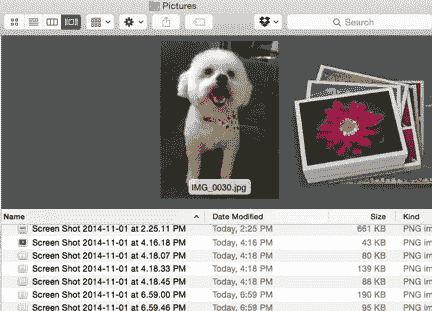 Pictures
Search
IMG_0030.jpg
Name Date Modified Size Kind
Screen Shot 2014-11-01 at 2.25.11 PM Today, 2:25 PM 661 KB PNG im
Screen Shot 2014-11-01 at 4.16.18 PM Today, 4:16 PM 43 KB PNG im
Screen Shot 2014-11-01 at 4.18.07 PM Today, 4:18 PM 80 KB PNG im
Screen Shot 2014-11-01 at 4.18.33 PM Today, 4:18 PM 139 KB PNG im
Screen Shot 2014-11-01 at 4.18.45 PM Today, 4:18 PM 88 KB PNG im
Screen Shot 2014-11-01 at 6.59.00 PM Today, 6:59 PM 190 KB PNG im
Screen Shot 2014-11-01 at 6.59.46 PM Today, 6:59 PM 95 KB PNG im